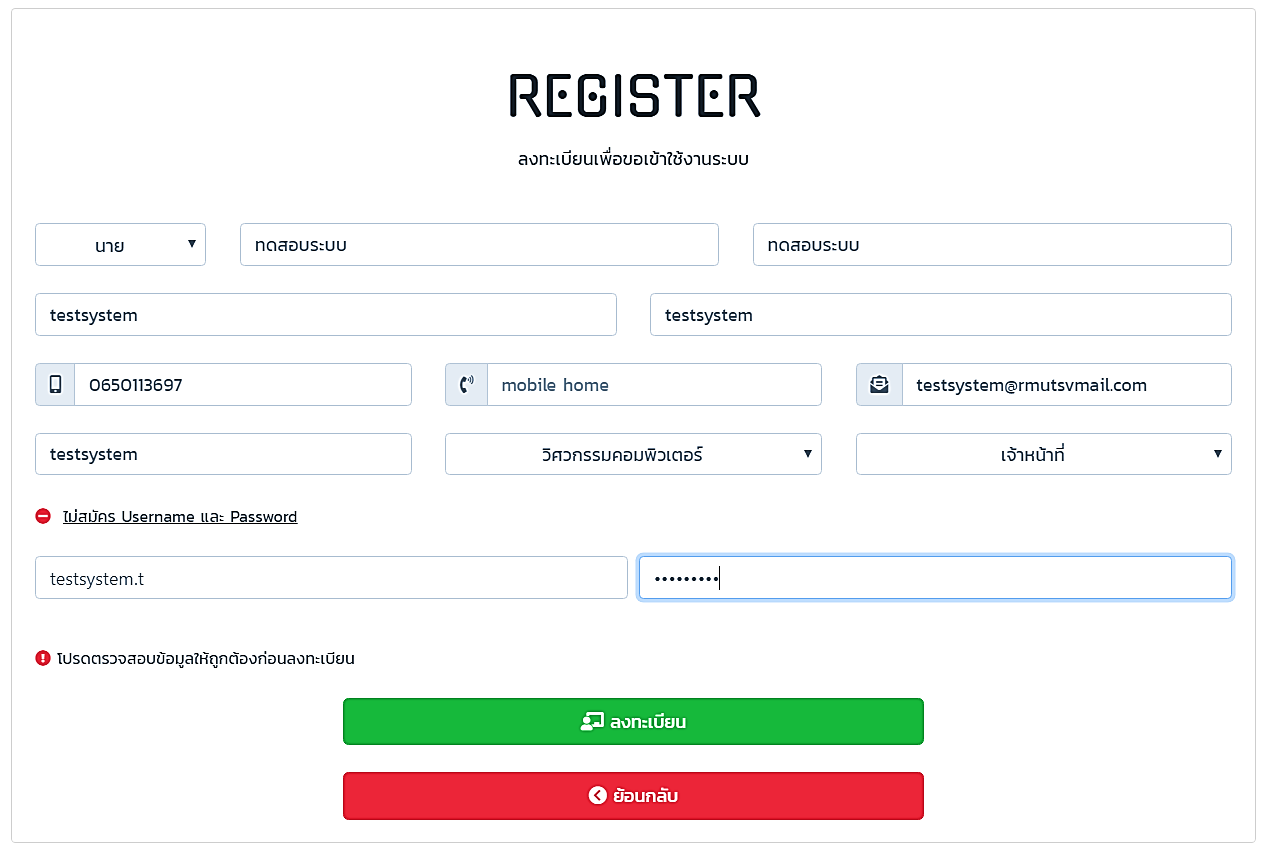 REGISTER
ลงทะเบียนเพื่อขอเข้าใช้งานระบบ
นาย ทดสอบระบบ ทดสอบระบบ
testsystem testsystem
0650113697 mobile home testsystem@rmutsvmail.com
testsystem วิศวกรรมคอมพิวเตอร์ เจ้าหน้าที่
ไม่สมัคร Username และ Password
testsystem.t •••••••••
โปรดตรวจสอบข้อมูลให้ถูกต้องก่อนลงทะเบียน
ลงทะเบียน
ย้อนกลับ